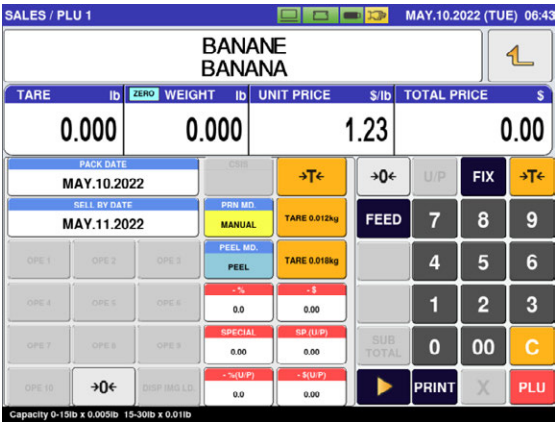 SALES / PLU 1
MAY.10.2022 (TUE) 06:43
BANANE
BANANA
TARE lb
ZERO WEIGHT lb
UNIT PRICE $/lb
TOTAL PRICE $
0.000
0.000
1.23
0.00
PACK DATE
MAY.10.2022
CSIS
→T←
→0←
U/P
FIX
→T←
SELL BY DATE
MAY.11.2022
PRN MD.
MANUAL
TARE 0.012kg
FEED
7
8
9
OPE 1
OPE 2
OPE 3
PEEL MD.
PEEL
TARE 0.018kg
4
5
6
OPE 4
OPE 5
OPE 6
- %
0.0
- $
0.00
1
2
3
OPE 7
OPE 8
OPE 9
SPECIAL
0.00
SP.(U/P)
0.00
SUB
TOTAL
0
00
C
OPE 10
→0←
DISP IMG LD.
- %(U/P)
0.0
- $(U/P)
0.00
PRINT
X
PLU
Capacity 0-15lb x 0.005lb 15-30lb x 0.01lb